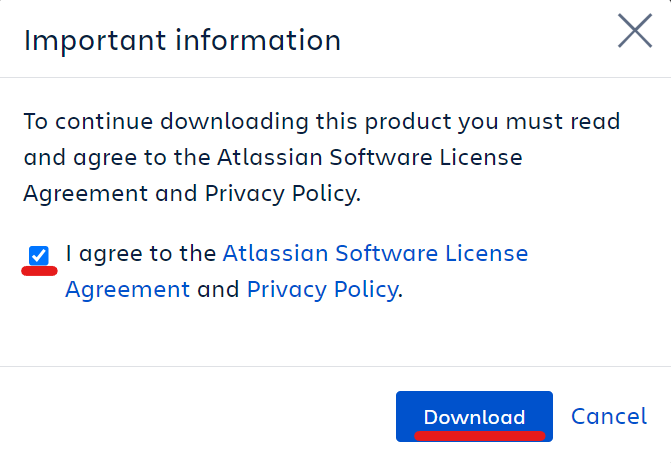 Important information
To continue downloading this product you must read
and agree to the Atlassian Software License
Agreement and Privacy Policy.
I agree to the Atlassian Software License
Agreement and Privacy Policy.
Download Cancel